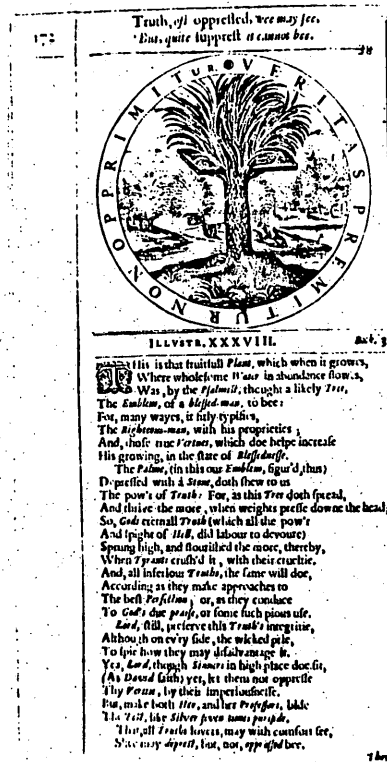 Truth, oft oppressed, wee may see,
But, quite supprest it cannot bee.
172
38
VERITAS PREMITUR NON OPPRIMITUR
ILLVSTR. XXXVIII. Book. 3
THis is that fruitfull Plant, which when it growes,
Where wholesome Water in abundance flowes,
Was, by the Psalmist, thought a likely Tree,
The Emblem, of a blessed-man, to bee:
For, many wayes, it fitly typifies,
The Righteous-man, with his proprieties;
And, those true Vertues, which doe helpe increase
His growing, in the state of Blessednesse.
The Palme, (in this our Emblem, figur'd, thus)
Depressed with a Stone, doth shew to us
The pow'r of Truth: For, as this Tree doth spread,
And thrive the more, when weights presse downe the head;
So, Gods eternall Truth (which all the pow'r
And spight of Hell, did labour to devoure)
Sprung high, and flourished the more, thereby,
When Tyrants crush'd it, with their crueltie.
And, all inferiour Truths, the same will doe,
According as they make approaches to
The best Perfection; or, as they conduce
To God's due praise, or some such pious use.
Lord, still, preserve this Truth's integritie,
Although on ev'ry side, the wicked prie,
To spie how they may disadvantage it.
Yea, Lord, though Sinners in high place doe sit,
(As David saith) yet, let them not oppresse
Thy Veritie, by their imperiousnesse.
But, make both Her, and her Professors, bide
The Test, like Silver seven times purifide.
That, all Truth's lovers, may with comfort see,
Shee may deprest, but, not, oppressed bee.